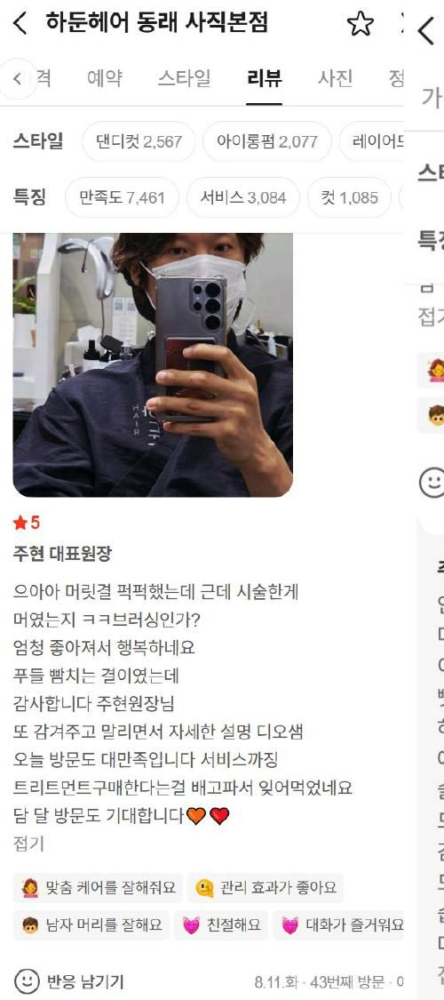 하둔헤어 동래 사직본점
격 예약 스타일 리뷰 사진 정
스타일 댄디컷 2,567 아이롱펌 2,077 레이어드
특징 만족도 7,461 서비스 3,084 컷 1,085
HAIR
5
주현 대표원장
으아아 머릿결 퍽퍽했는데 근데 시술한게
머였는지 ㅋㅋ브러싱인가?
엄청 좋아져서 행복하네요
푸들 빰치는 결이였는데
감사합니다 주현원장님
또 감겨주고 말리면서 자세한 설명 디오샘
오늘 방문도 대만족입니다 서비스까징
트리트먼트구매한다는걸 배고파서 잊어먹었네요
담 달 방문도 기대합니다🧡❤️
접기
🙇 맞춤 케어를 잘해줘요 관리 효과가 좋아요
남자 머리를 잘해요 💓 친절해요 💓 대화가 즐거워요
반응 남기기 8.11.화 · 43번째 방문 ·
가
스타
특징
접기